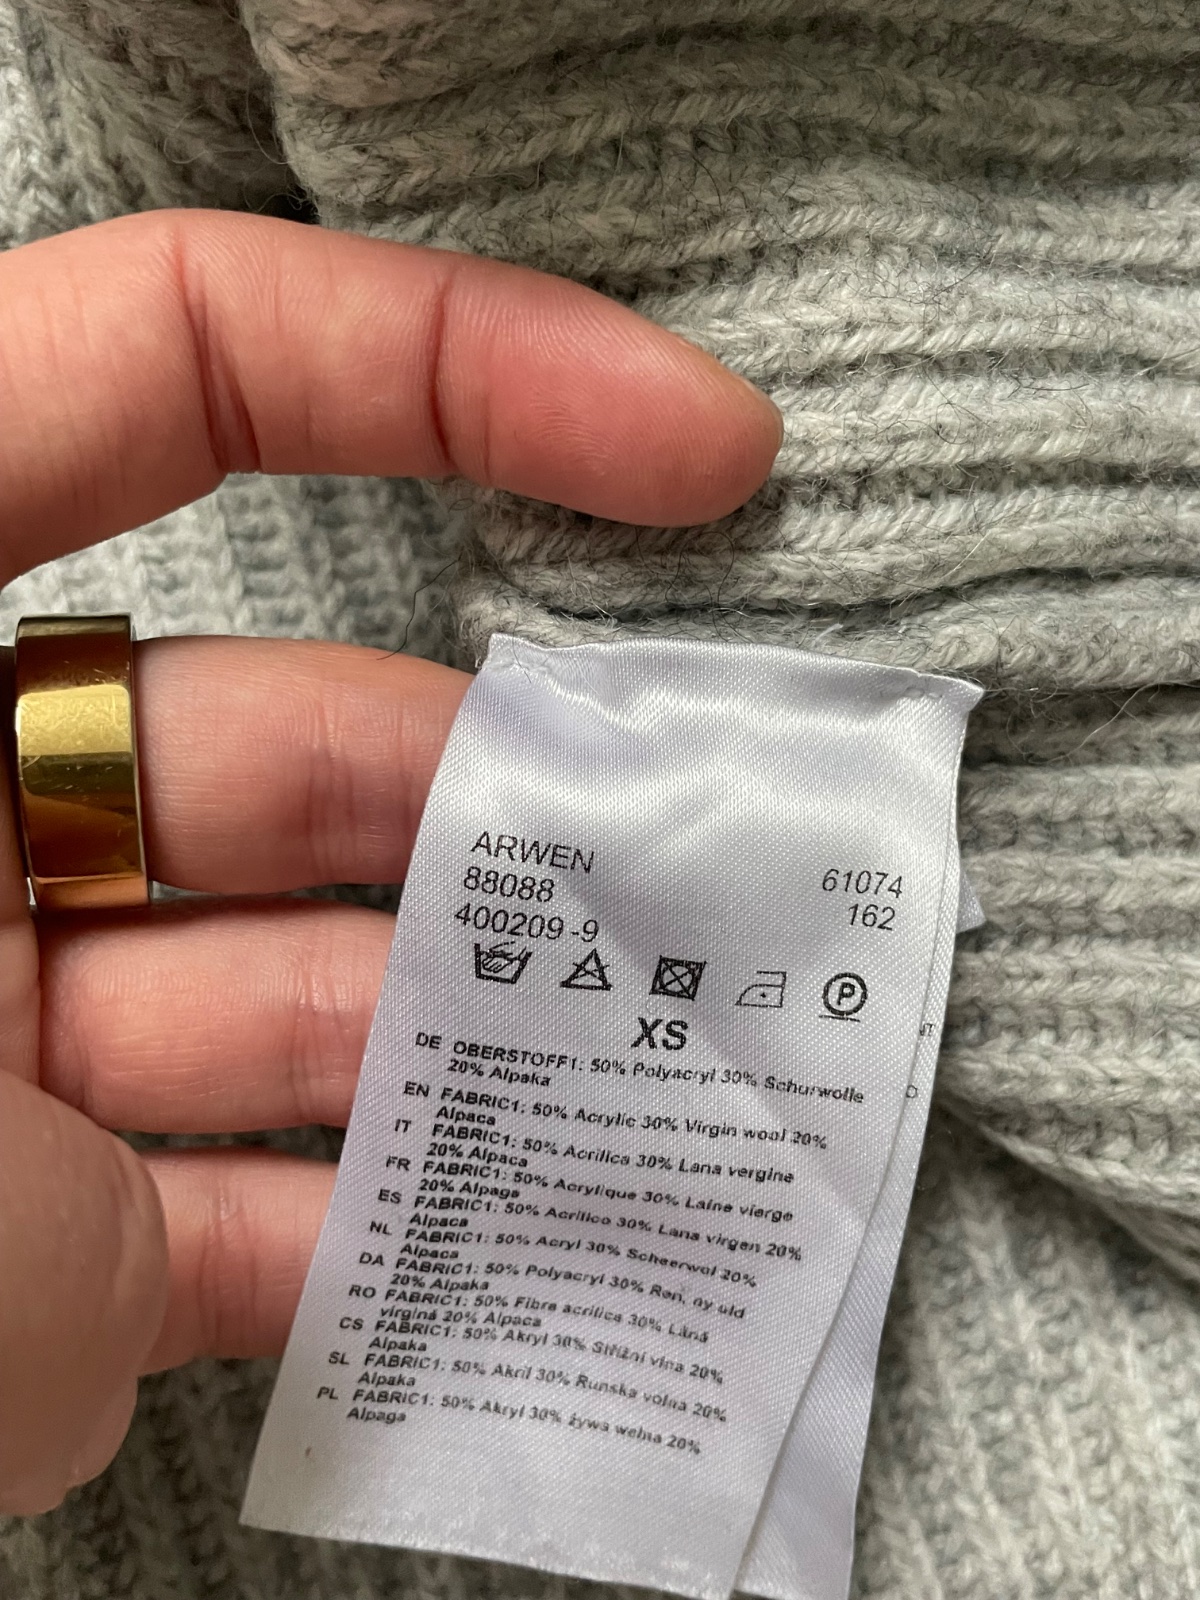 ARWEN
88088 61074
400209-9 162
P
XS
DE OBERSTOFF1: 50% Polyacryl 30% Schurwolle
20% Alpaka
EN FABRIC1: 50% Acrylic 30% Virgin wool 20%
Alpaca
IT FABRIC1: 50% Acrilica 30% Lana vergine
20% Alpaca
FR FABRIC1: 50% Acrylique 30% Laine vierge
20% Alpaga
ES FABRIC1: 50% Acrílico 30% Lana virgen 20%
Alpaca
NL FABRIC1: 50% Acryl 30% Scheerwol 20%
Alpaca
DA FABRIC1: 50% Polyacryl 30% Ren, ny uld
20% Alpaka
RO FABRIC1: 50% Fibre acrilice 30% Lână
virgină 20% Alpaca
CS FABRIC1: 50% Akryl 30% Střižní vlna 20%
Alpaka
SL FABRIC1: 50% Akril 30% Runska volna 20%
Alpaka
PL FABRIC1: 50% Akryl 30% żywa wełna 20%
Alpaga